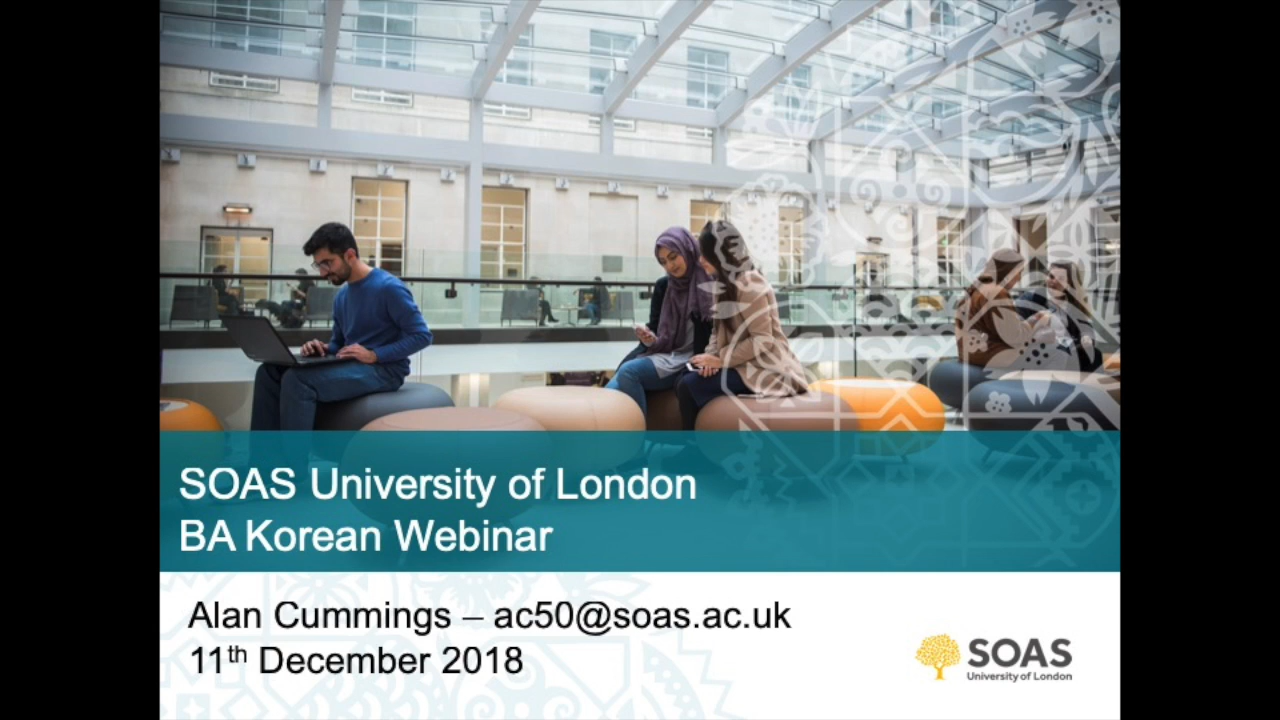 SOAS University of London
BA Korean Webinar
Alan Cummings – ac50@soas.ac.uk
11th December 2018
SOAS
University of London